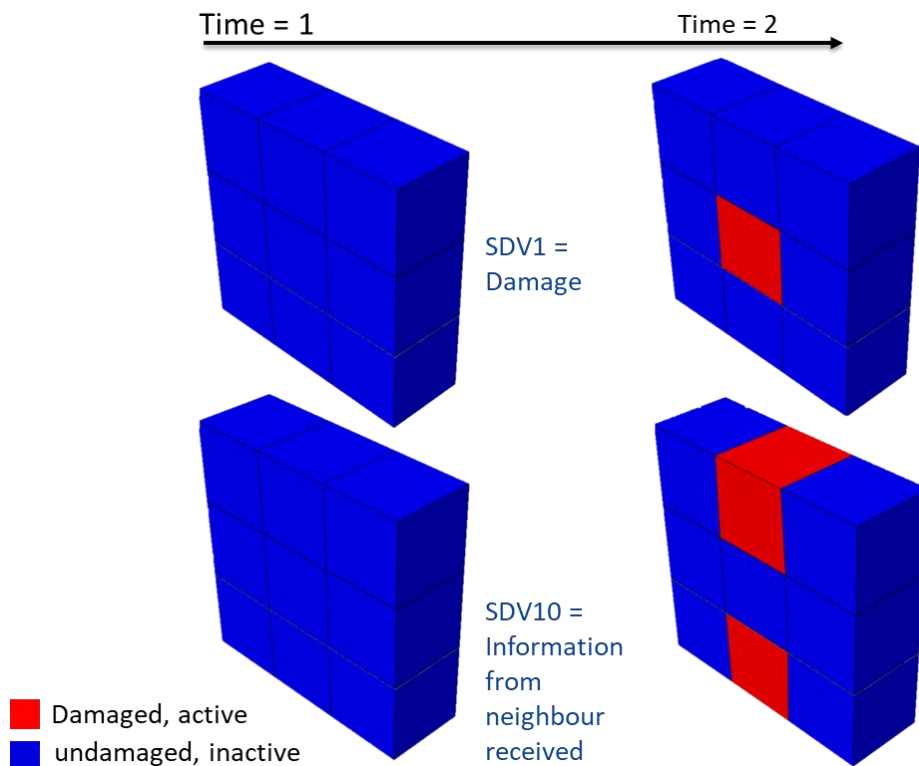 Time = 1
Time = 2
SDV1 =
Damage
SDV10 =
Information
from
neighbour
received
Damaged, active
undamaged, inactive